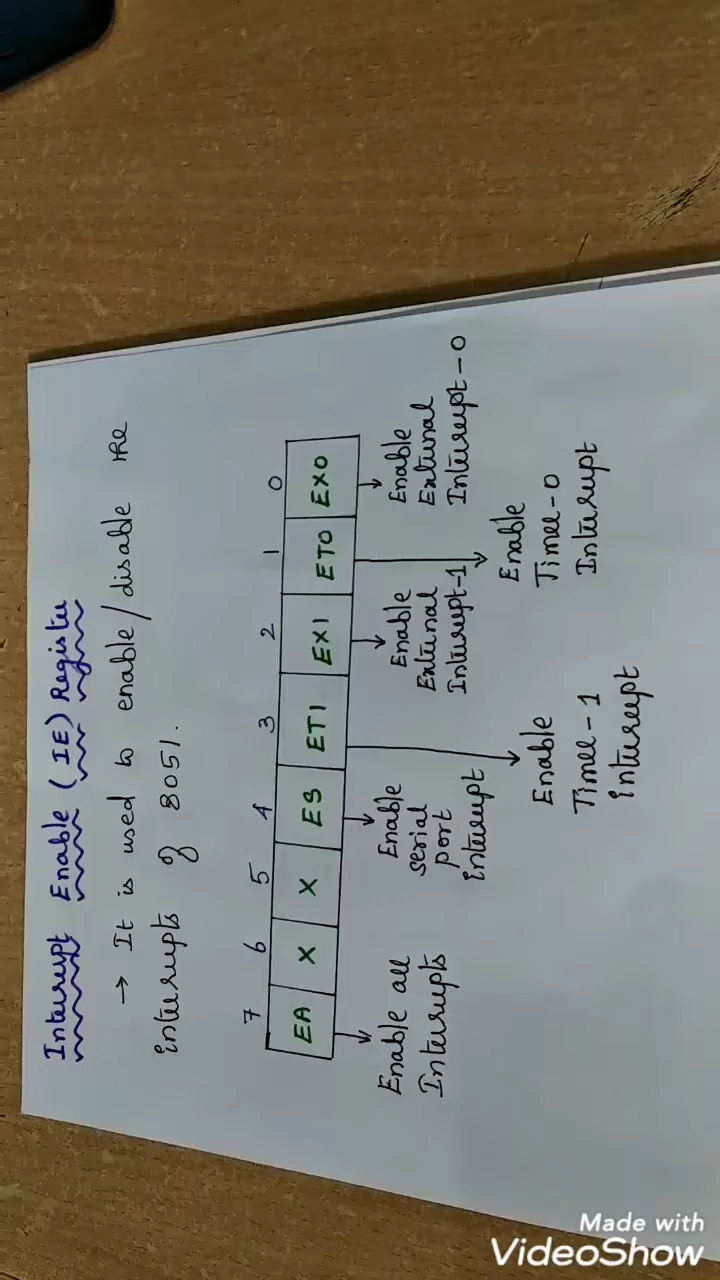 Interrupt Enable (IE) Register
→ It is used to enable/disable the
interrupts of 8051.
7 6 5 4 3 2 1 0
EA X X ES ET1 EX1 ET0 EX0
Enable all
Interrupts
Enable
serial
port
interrupt
Enable
Timer-1
interrupt
Enable
External
Interrupt-1
Enable
Timer-0
Interrupt
Enable
External
Interrupt-0
Made with
VideoShow